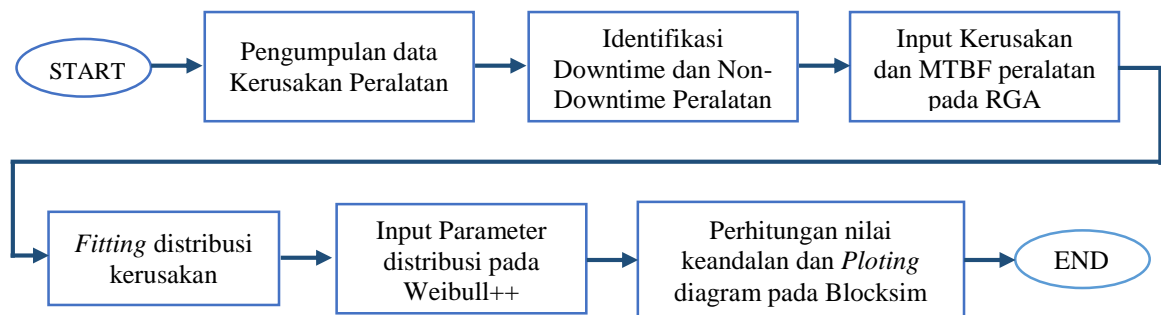 START
Pengumpulan data
Kerusakan Peralatan
Identifikasi
Downtime dan Non-
Downtime Peralatan
Input Kerusakan
dan MTBF peralatan
pada RGA
Fitting distribusi
kerusakan
Input Parameter
distribusi pada
Weibull++
Perhitungan nilai
keandalan dan Ploting
diagram pada Blocksim
END